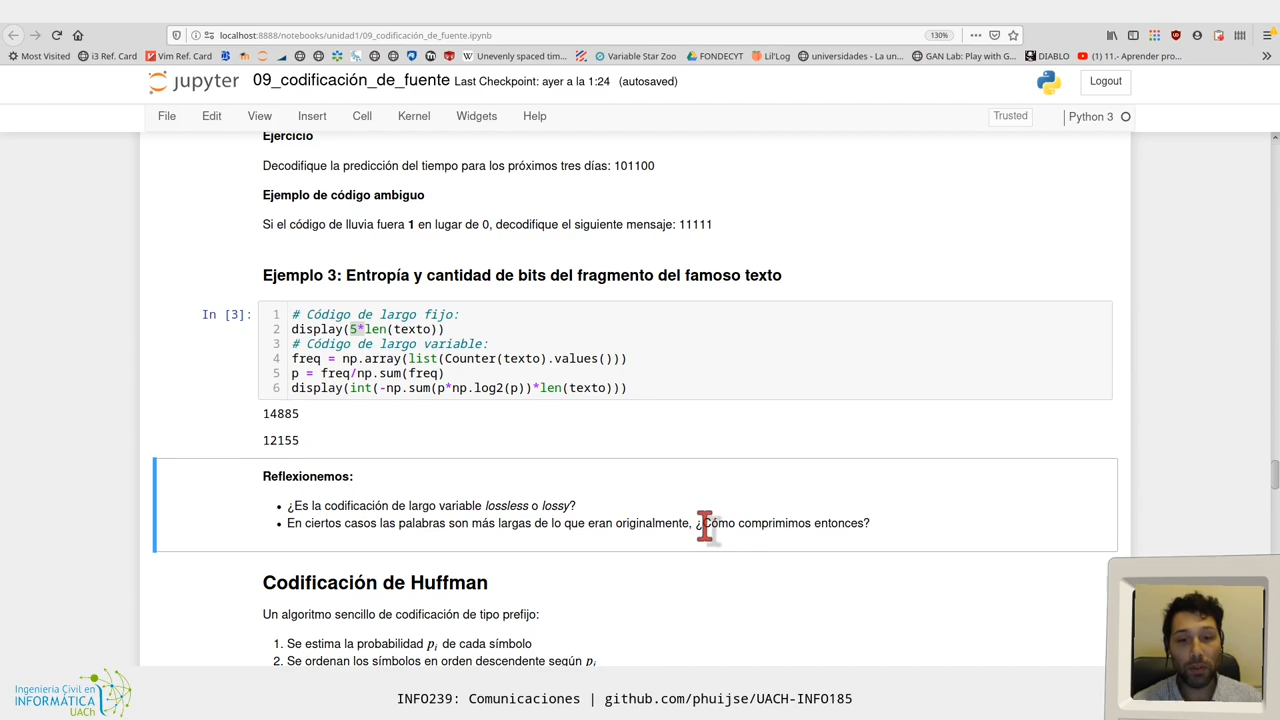 localhost:8888/notebooks/unidad1/09_codificación_de_fuente.ipynb
130%
Most Visited
i3 Ref. Card
Vim Ref. Card
Unevenly spaced tim...
Variable Star Zoo
FONDECYT
Lil'Log
universidades - La un...
GAN Lab: Play with G...
DIABLO
(1) 11.- Aprender pro...
jupyter 09_codificación_de_fuente Last Checkpoint: ayer a la 1:24 (autosaved)
Logout
File Edit View Insert Cell Kernel Widgets Help
Trusted
Python 3
Ejercicio
Decodifique la predicción del tiempo para los próximos tres días: 101100
Ejemplo de código ambiguo
Si el código de lluvia fuera 1 en lugar de 0, decodifique el siguiente mensaje: 11111
Ejemplo 3: Entropía y cantidad de bits del fragmento del famoso texto
In [3]:
1 # Código de largo fijo:
2 display(5*len(texto))
3 # Código de largo variable:
4 freq = np.array(list(Counter(texto).values()))
5 p = freq/np.sum(freq)
6 display(int(-np.sum(p*np.log2(p))*len(texto)))
14885
12155
Reflexionemos:
• ¿Es la codificación de largo variable lossless o lossy?
• En ciertos casos las palabras son más largas de lo que eran originalmente, ¿Cómo comprimimos entonces?
Codificación de Huffman
Un algoritmo sencillo de codificación de tipo prefijo:
1. Se estima la probabilidad pi de cada símbolo
2. Se ordenan los símbolos en orden descendente según pi
Ingeniería Civil en
INFORMÁTICA
UACh
INFO239: Comunicaciones | github.com/phuijse/UACH-INFO185